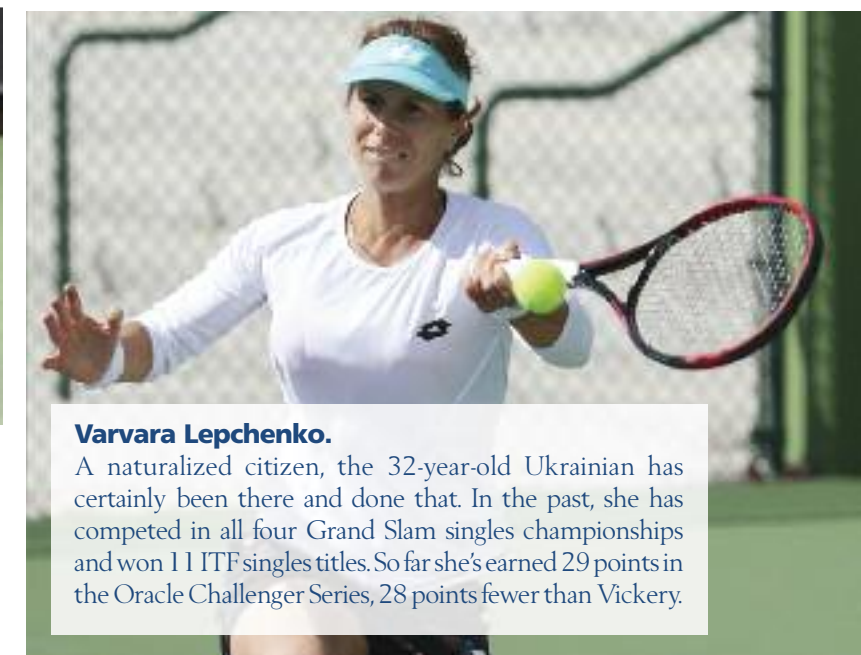 Varvara Lepchenko.
A naturalized citizen, the 32-year-old Ukrainian has
certainly been there and done that. In the past, she has
competed in all four Grand Slam singles championships
and won 11 ITF singles titles. So far she's earned 29 points in
the Oracle Challenger Series, 28 points fewer than Vickery.